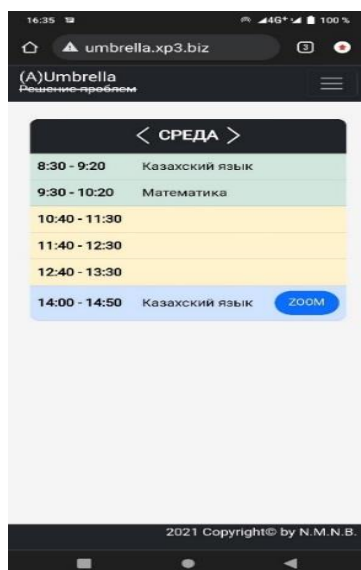 16:35 4G+ 100 %
umbrella.xp3.biz 3
(A)Umbrella
Решение проблем
< СРЕДА >
8:30 - 9:20 Казахский язык
9:30 - 10:20 Математика
10:40 - 11:30
11:40 - 12:30
12:40 - 13:30
14:00 - 14:50 Казахский язык ZOOM
2021 Copyright© by N.M.N.B.